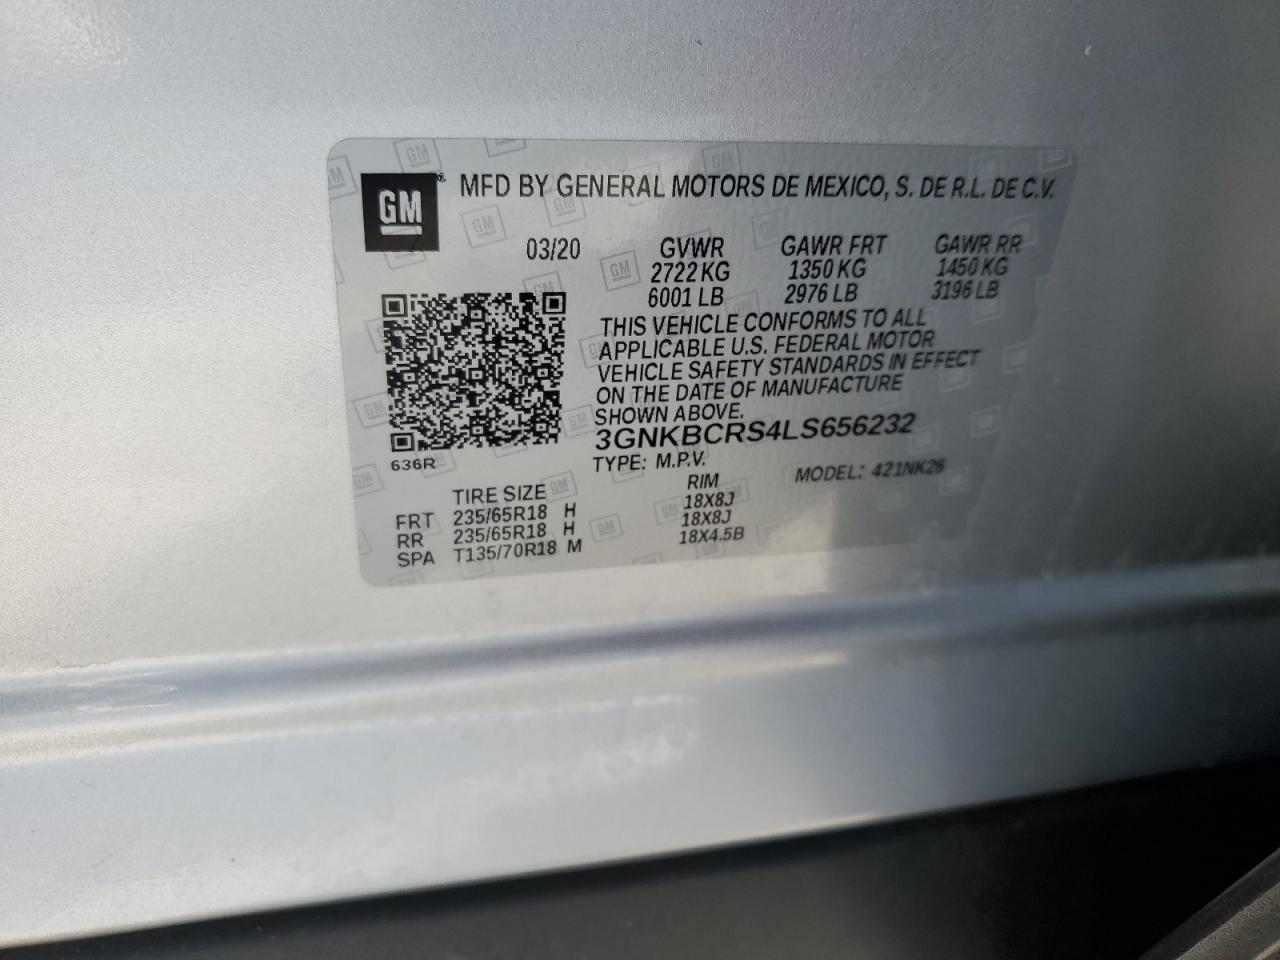 GM® MFD BY GENERAL MOTORS DE MEXICO, S. DE R.L. DE C.V.
03/20 GVWR GAWR FRT GAWR RR
2722 KG 1350 KG 1450 KG
6001 LB 2976 LB 3196 LB
THIS VEHICLE CONFORMS TO ALL
APPLICABLE U.S. FEDERAL MOTOR
VEHICLE SAFETY STANDARDS IN EFFECT
ON THE DATE OF MANUFACTURE
SHOWN ABOVE.
3GNKBCRS4LS656232
636R
TYPE: M.P.V. MODEL: 421NK26
TIRE SIZE RIM
FRT 235/65R18 H 18X8J
RR 235/65R18 H 18X8J
SPA T135/70R18 M 18X4.5B